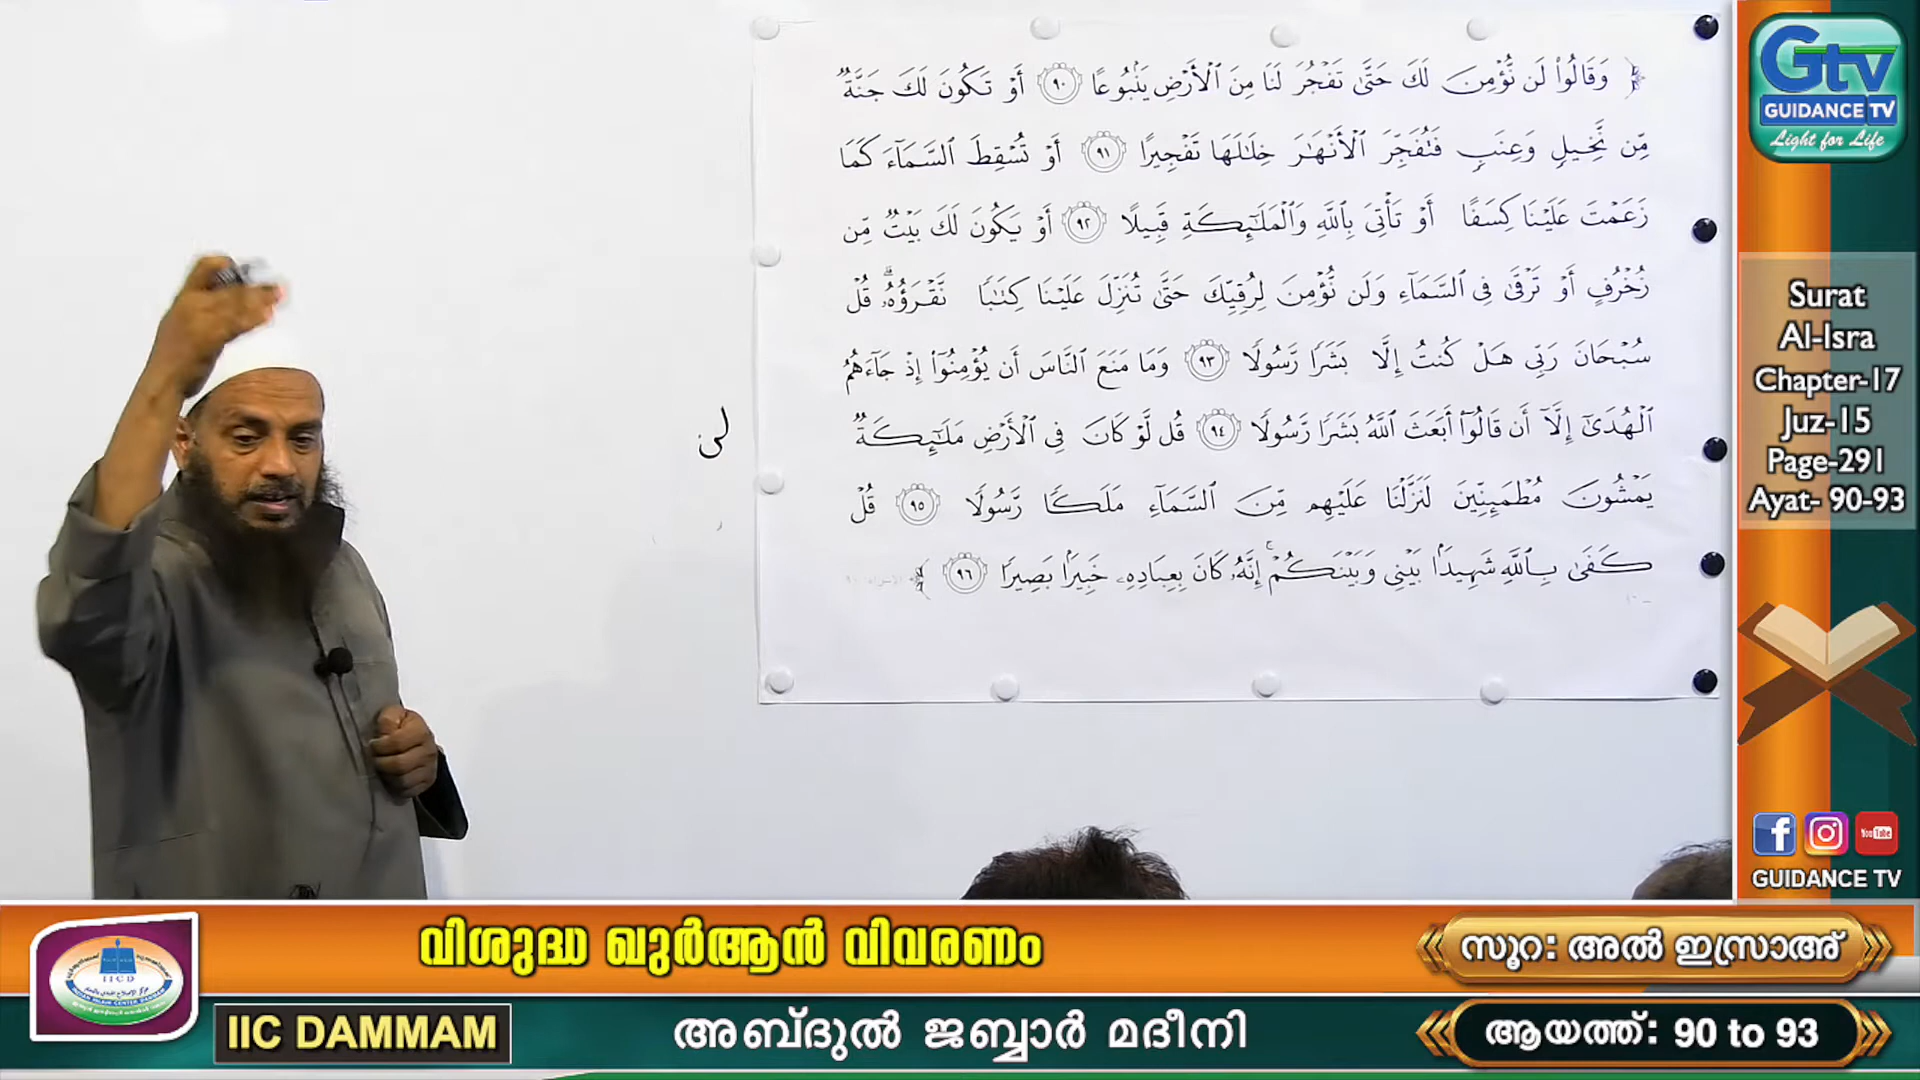 ﴿ وَقَالُوا۟ لَن نُّؤْمِنَ لَكَ حَتَّىٰ تَفْجُرَ لَنَا مِنَ ٱلْأَرْضِ يَنۢبُوعًا ٩٠ أَوْ تَكُونَ لَكَ جَنَّةٌ
مِّن نَّخِيلٍ وَعِنَبٍ فَتُفَجِّرَ ٱلْأَنْهَـٰرَ خِلَـٰلَهَا تَفْجِيرًا ٩١ أَوْ تُسْقِطَ ٱلسَّمَآءَ كَمَا
زَعَمْتَ عَلَيْنَا كِسَفًا أَوْ تَأْتِىَ بِٱللَّهِ وَٱلْمَلَـٰٓئِكَةِ قَبِيلًا ٩٢ أَوْ يَكُونَ لَكَ بَيْتٌ مِّن
زُخْرُفٍ أَوْ تَرْقَىٰ فِى ٱلسَّمَآءِ وَلَن نُّؤْمِنَ لِرُقِيِّكَ حَتَّىٰ تُنَزِّلَ عَلَيْنَا كِتَـٰبًا نَّقْرَؤُهُۥ ۗ قُلْ
سُبْحَانَ رَبِّى هَلْ كُنتُ إِلَّا بَشَرًا رَّسُولًا ٩٣ وَمَا مَنَعَ ٱلنَّاسَ أَن يُؤْمِنُوٓا۟ إِذْ جَآءَهُمُ
ٱلْهُدَىٰٓ إِلَّآ أَن قَالُوٓا۟ أَبَعَثَ ٱللَّهُ بَشَرًا رَّسُولًا ٩٤ قُل لَّوْ كَانَ فِى ٱلْأَرْضِ مَلَـٰٓئِكَةٌ
يَمْشُونَ مُطْمَئِنِّينَ لَنَزَّلْنَا عَلَيْهِم مِّنَ ٱلسَّمَآءِ مَلَكًا رَّسُولًا ٩٥ قُلْ
كَفَىٰ بِٱللَّهِ شَهِيدًۢا بَيْنِى وَبَيْنَكُمْ ۚ إِنَّهُۥ كَانَ بِعِبَادِهِۦ خَبِيرًۢا بَصِيرًا ٩٦ ﴾
لن
Gtv
GUIDANCE TV
Light for Life
Surat
Al-Isra
Chapter-17
Juz-15
Page-291
Ayat- 90-93
YouTube
GUIDANCE TV
വിശുദ്ധ ഖുർആൻ വിവരണം
സൂറ: അൽ ഇസ്രാഅ്
IICD
IIC DAMMAM
അബ്ദുൽ ജബ്ബാർ മദീനി
ആയത്ത്: 90 to 93